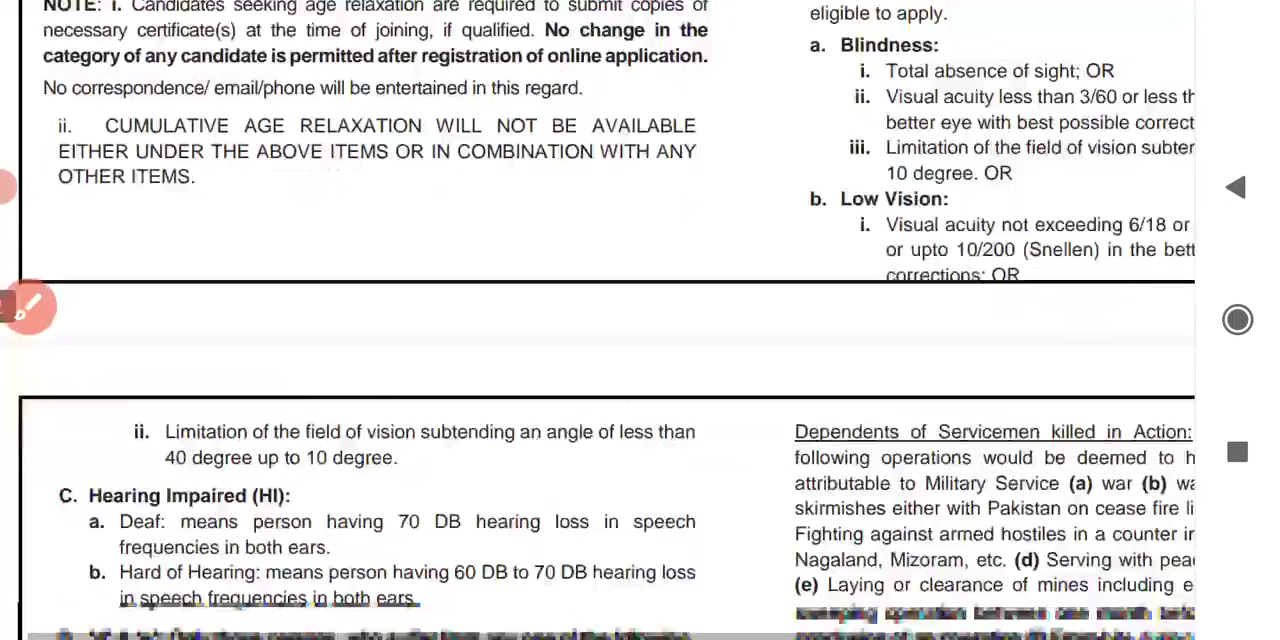 NOTE: i. Candidates seeking age relaxation are required to submit copies of
necessary certificate(s) at the time of joining, if qualified. No change in the
category of any candidate is permitted after registration of online application.
No correspondence/ email/phone will be entertained in this regard.
ii. CUMULATIVE AGE RELAXATION WILL NOT BE AVAILABLE
EITHER UNDER THE ABOVE ITEMS OR IN COMBINATION WITH ANY
OTHER ITEMS.
eligible to apply.
a. Blindness:
i. Total absence of sight; OR
ii. Visual acuity less than 3/60 or less
better eye with best possible
iii. Limitation of the field of vision
10 degree. OR
b. Low Vision:
i. Visual acuity not exceeding 6/18 or
or upto 10/200 (Snellen) in the
corrections; OR
ii. Limitation of the field of vision subtending an angle of less than
40 degree up to 10 degree.
C. Hearing Impaired (HI):
a. Deaf: means person having 70 DB hearing loss in speech
frequencies in both ears.
b. Hard of Hearing: means person having 60 DB to 70 DB hearing loss
in speech frequencies in both ears.
Dependents of Servicemen killed in Action:
following operations would be deemed to
attributable to Military Service (a) war (b)
skirmishes either with Pakistan on cease fire
Fighting against armed hostiles in a counter
Nagaland, Mizoram, etc. (d) Serving with
(e) Laying or clearance of mines including